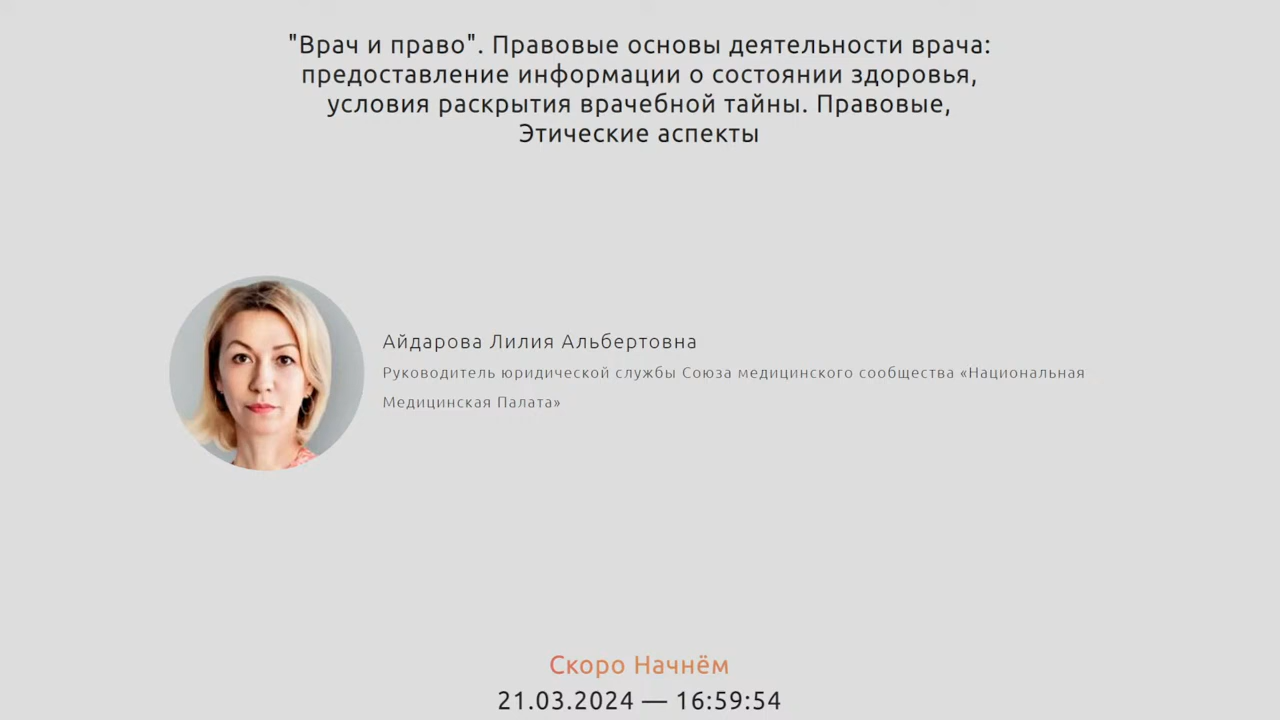 "Врач и право". Правовые основы деятельности врача:
предоставление информации о состоянии здоровья,
условия раскрытия врачебной тайны. Правовые,
Этические аспекты
Айдарова Лилия Альбертовна
Руководитель юридической службы Союза медицинского сообщества «Национальная
Медицинская Палата»
Скоро Начнём
21.03.2024 — 16:59:54